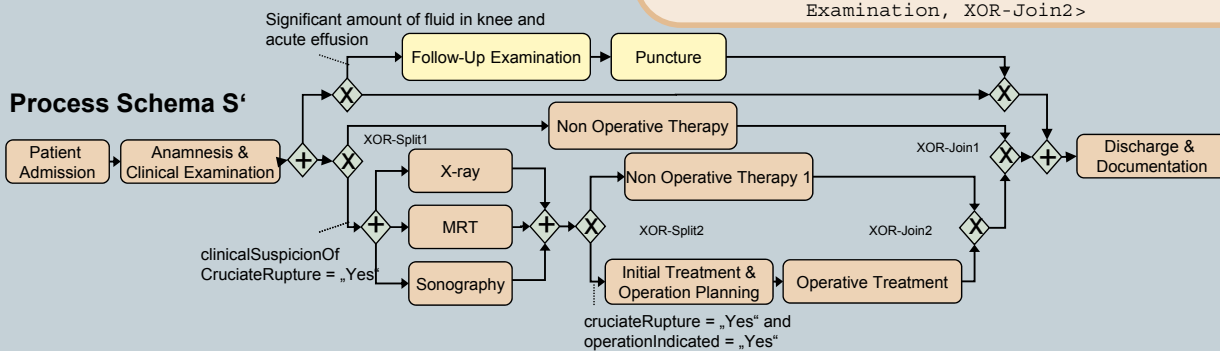 Examination, XOR-Join2>
Significant amount of fluid in knee and
acute effusion
Follow-Up Examination
Puncture
Process Schema S‘
XOR-Split1
Non Operative Therapy
XOR-Join1
Patient
Admission
Anamnesis &
Clinical Examination
Discharge &
Documentation
X-ray
Non Operative Therapy 1
MRT
XOR-Split2
XOR-Join2
clinicalSuspicionOf
CruciateRupture = „Yes“
Sonography
Initial Treatment &
Operation Planning
Operative Treatment
cruciateRupture = „Yes“ and
operationIndicated = „Yes“